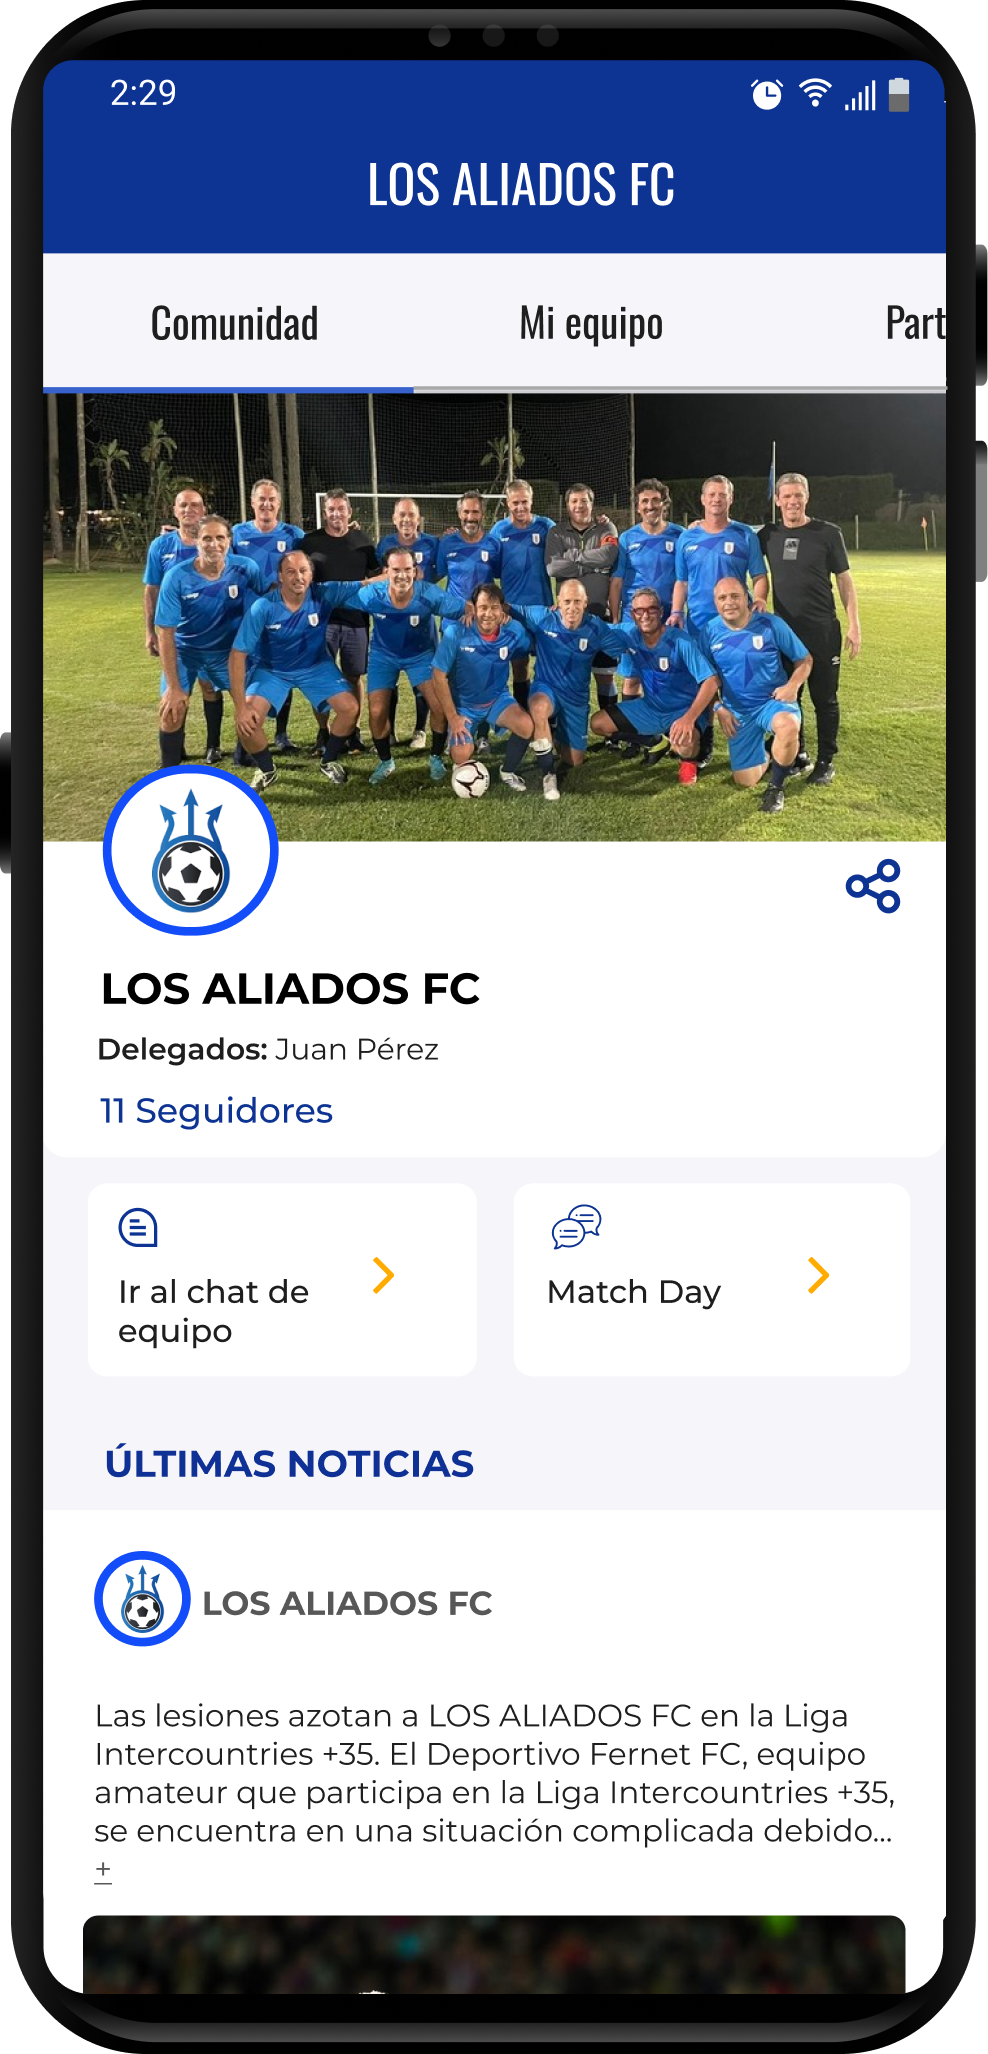 2:29
LOS ALIADOS FC
Comunidad
Mi equipo
Part
LOS ALIADOS FC
Delegados: Juan Pérez
11 Seguidores
Ir al chat de
equipo
Match Day
ÚLTIMAS NOTICIAS
LOS ALIADOS FC
Las lesiones azotan a LOS ALIADOS FC en la Liga
Intercountries +35. El Deportivo Fernet FC, equipo
amateur que participa en la Liga Intercountries +35,
se encuentra en una situación complicada debido...
+